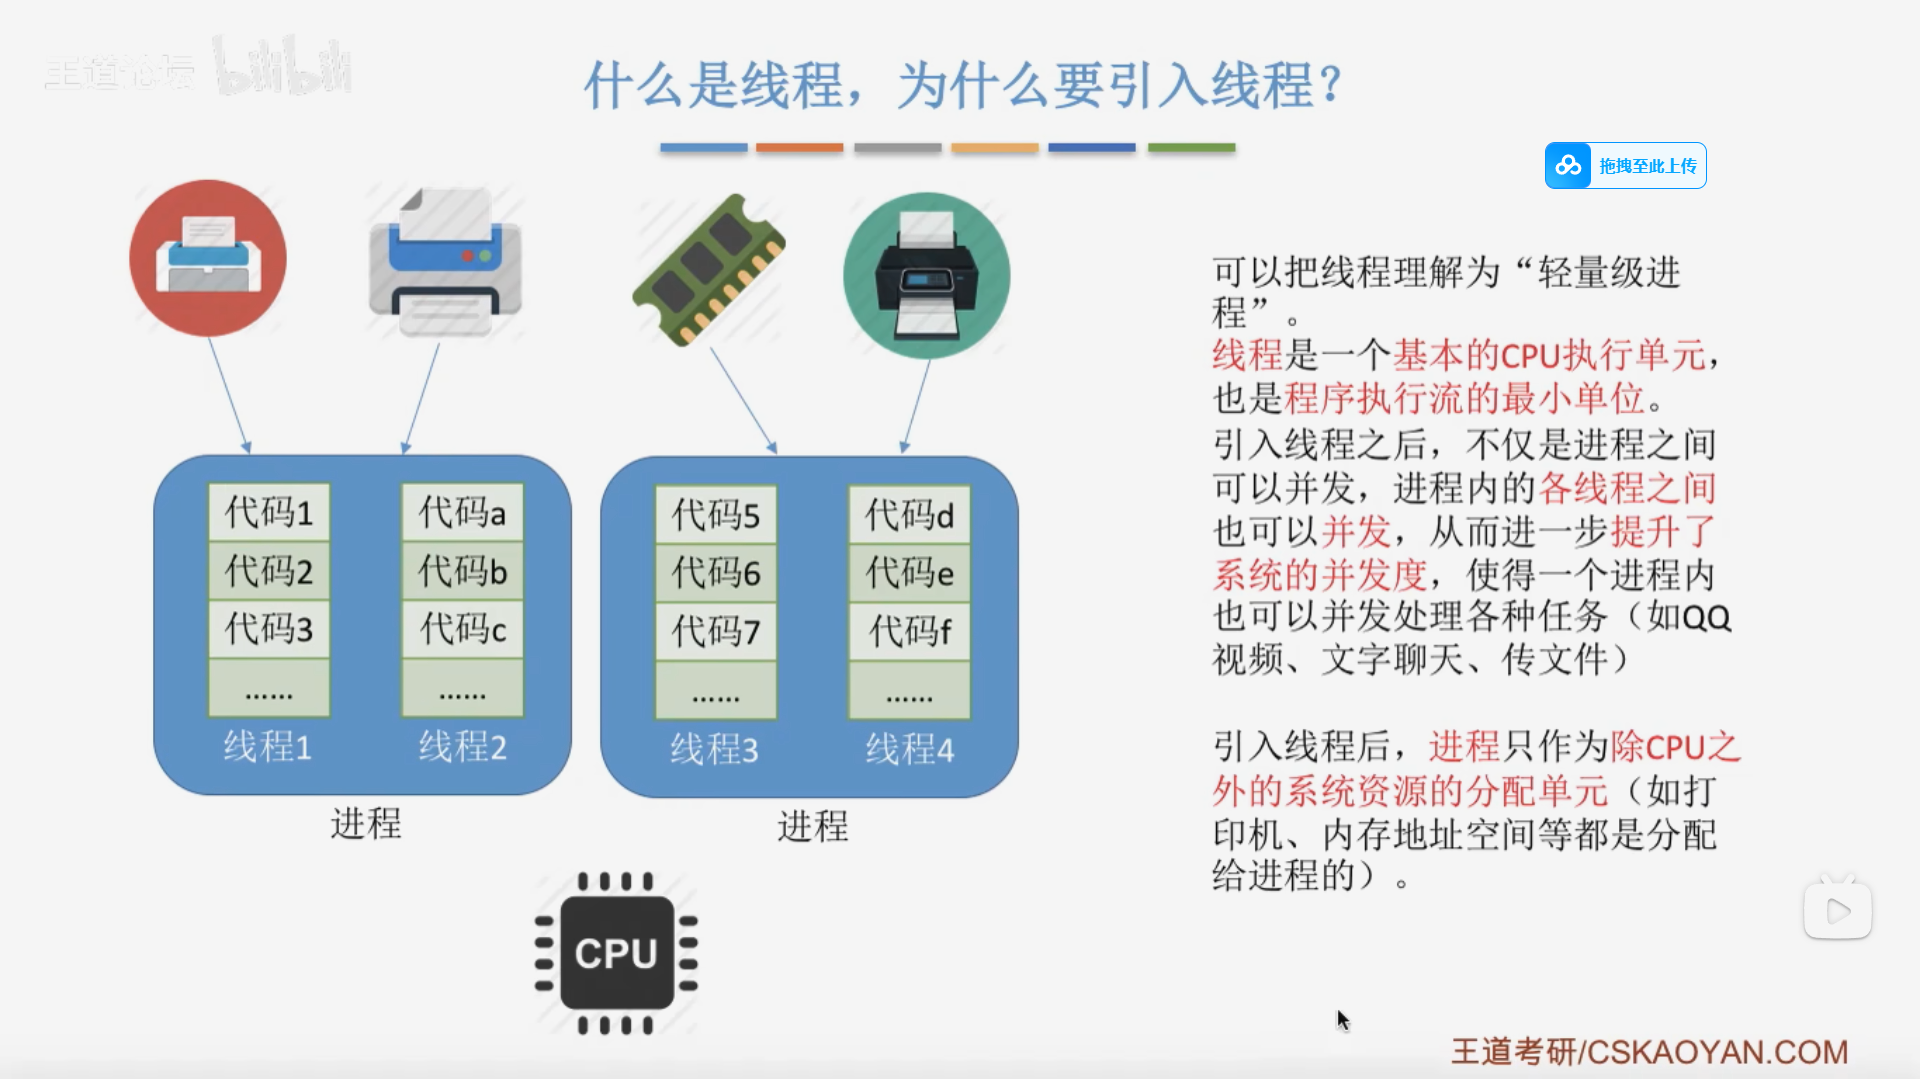 王道论坛 bilibili
什么是线程，为什么要引入线程？
拖拽至此上传
代码1
代码2
代码3
……
线程1
代码a
代码b
代码c
……
线程2
进程
代码5
代码6
代码7
……
线程3
代码d
代码e
代码f
……
线程4
进程
CPU
可以把线程理解为“轻量级进
程”。
线程是一个基本的CPU执行单元，
也是程序执行流的最小单位。
引入线程之后，不仅是进程之间
可以并发，进程内的各线程之间
也可以并发，从而进一步提升了
系统的并发度，使得一个进程内
也可以并发处理各种任务（如QQ
视频、文字聊天、传文件）
引入线程后，进程只作为除CPU之
外的系统资源的分配单元（如打
印机、内存地址空间等都是分配
给进程的）。
王道考研/CSKAOYAN.COM